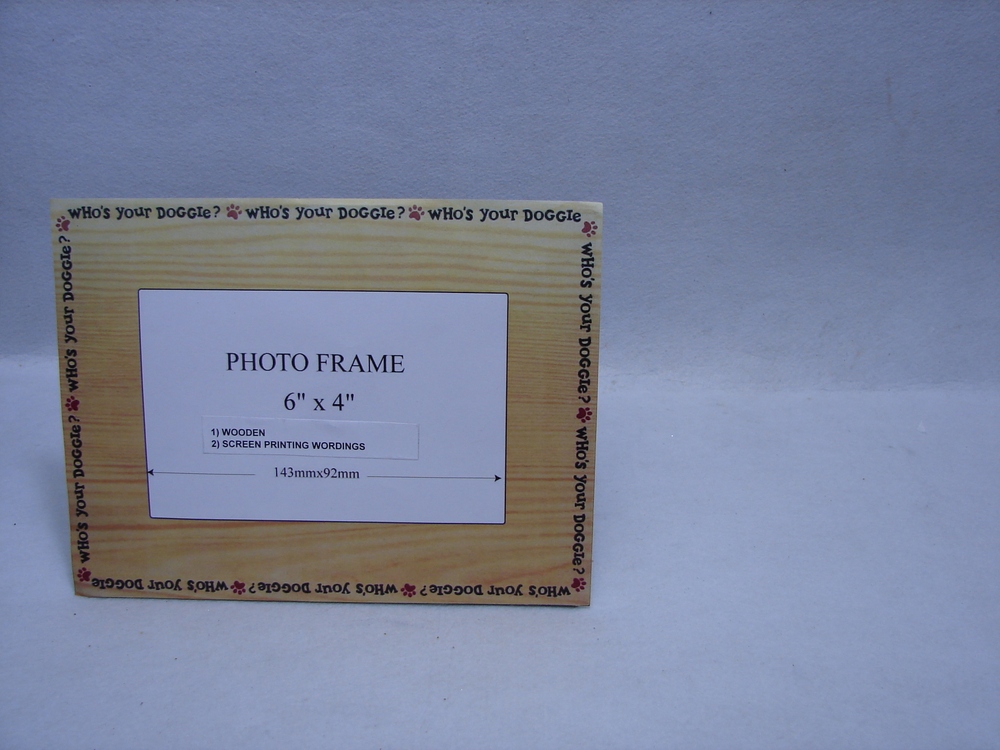 WHO'S YOUR DOGGIE? WHO'S YOUR DOGGIE? WHO'S YOUR DOGGIE
WHO'S YOUR DOGGIE? WHO'S YOUR DOGGIE?
WHO'S YOUR DOGGIE? WHO'S YOUR DOGGIE? WHO'S YOUR DOGGIE
WHO'S YOUR DOGGIE? WHO'S YOUR DOGGIE?
PHOTO FRAME
6" x 4"
1) WOODEN
2) SCREEN PRINTING WORDINGS
143mmx92mm